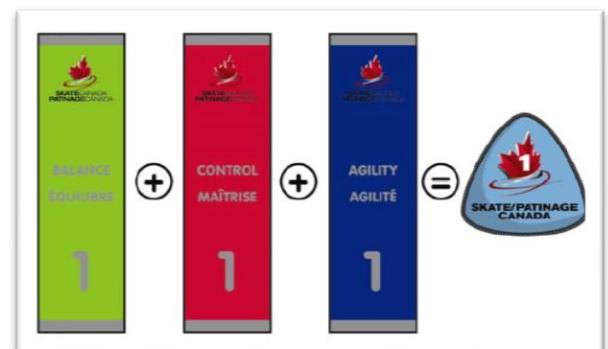 SKATE CANADA
PATINAGE CANADA
BALANCE
ÉQUILIBRE
1
+
SKATE CANADA
PATINAGE CANADA
CONTROL
MAÎTRISE
1
+
SKATE CANADA
PATINAGE CANADA
AGILITY
AGILITÉ
1
=
1
SKATE/PATINAGE
CANADA